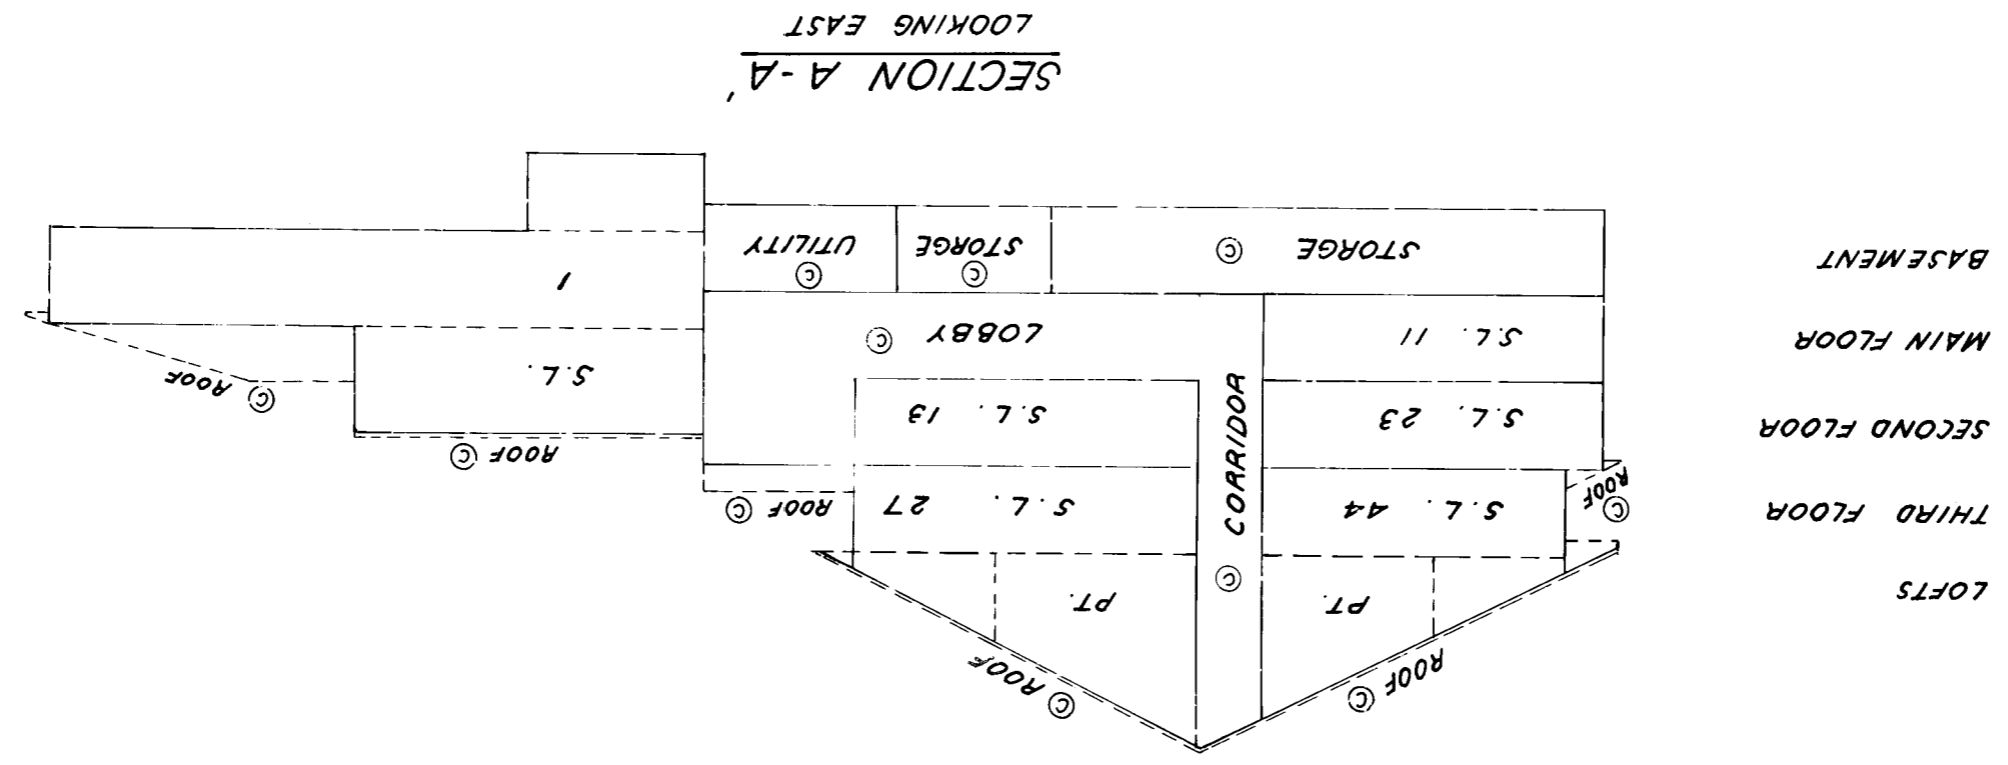 ROOF ©
© ROOF
LOFTS
PT.
PT.
THIRD FLOOR
© ROOF
S.L. 44
CORRIDOR ©
S.L. 27
ROOF ©
SECOND FLOOR
S.L. 23
S.L. 13
ROOF ©
© ROOF
MAIN FLOOR
S.L. 11
LOBBY ©
S.L.
1
BASEMENT
STORGE ©
©
STORGE
©
UTILITY
SECTION A-A'
LOOKING EAST